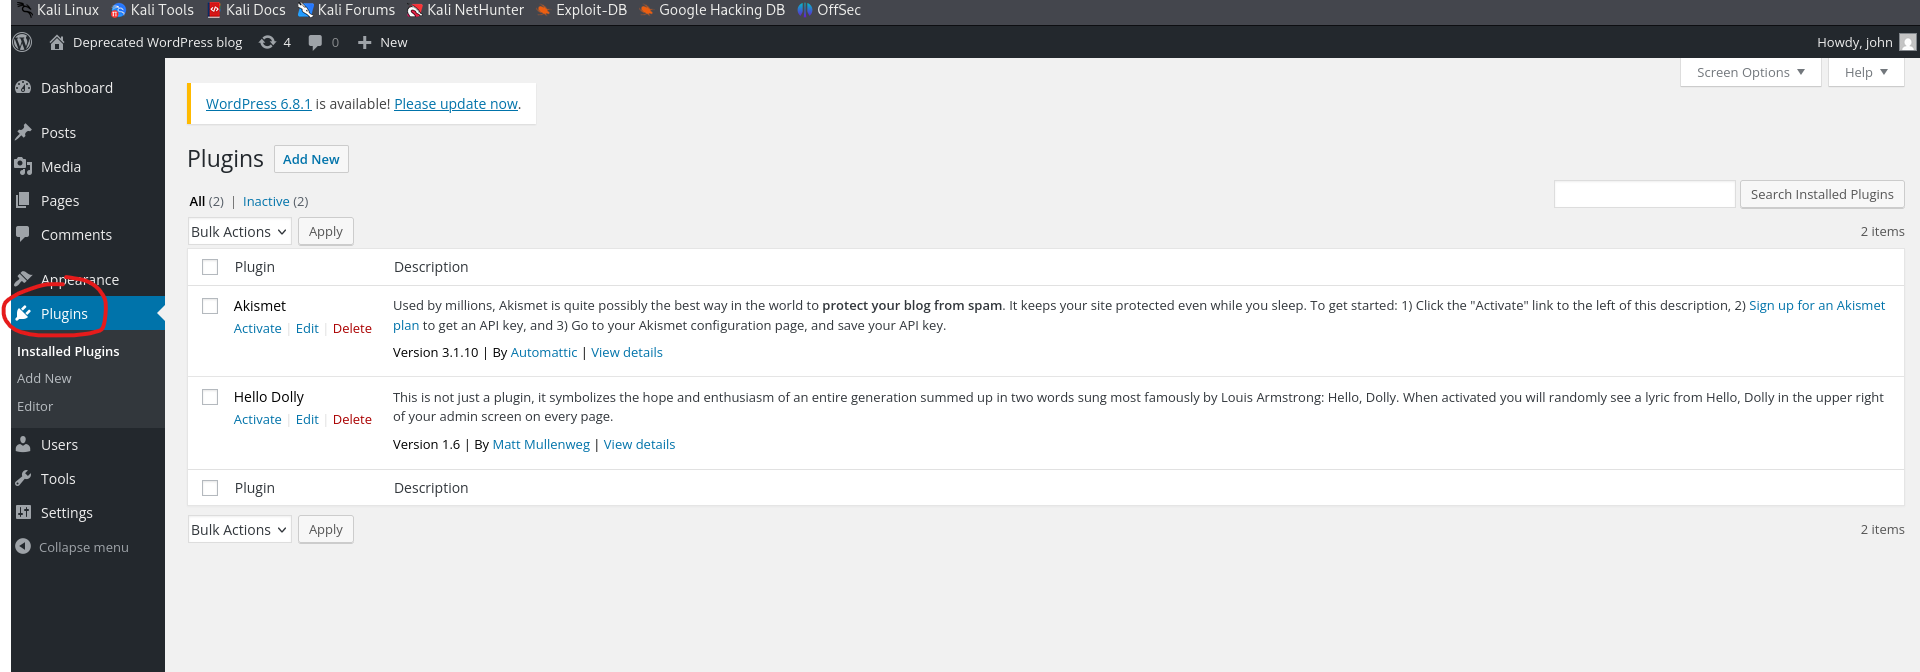 Kali Linux Kali Tools Kali Docs Kali Forums Kali NetHunter Exploit-DB Google Hacking DB OffSec
Deprecated WordPress blog 4 0 New Howdy, john
Screen Options Help
Dashboard
Posts
Media
Pages
Comments
Appearance
Plugins
Installed Plugins
Add New
Editor
Users
Tools
Settings
Collapse menu
WordPress 6.8.1 is available! Please update now.
Plugins Add New
All (2) | Inactive (2)
Search Installed Plugins
Bulk Actions Apply 2 items
Plugin Description
Akismet
Activate | Edit | Delete
Used by millions, Akismet is quite possibly the best way in the world to protect your blog from spam. It keeps your site protected even while you sleep. To get started: 1) Click the "Activate" link to the left of this description, 2) Sign up for an Akismet
plan to get an API key, and 3) Go to your Akismet configuration page, and save your API key.
Version 3.1.10 | By Automattic | View details
Hello Dolly
Activate | Edit | Delete
This is not just a plugin, it symbolizes the hope and enthusiasm of an entire generation summed up in two words sung most famously by Louis Armstrong: Hello, Dolly. When activated you will randomly see a lyric from Hello, Dolly in the upper right
of your admin screen on every page.
Version 1.6 | By Matt Mullenweg | View details
Plugin Description
Bulk Actions Apply 2 items